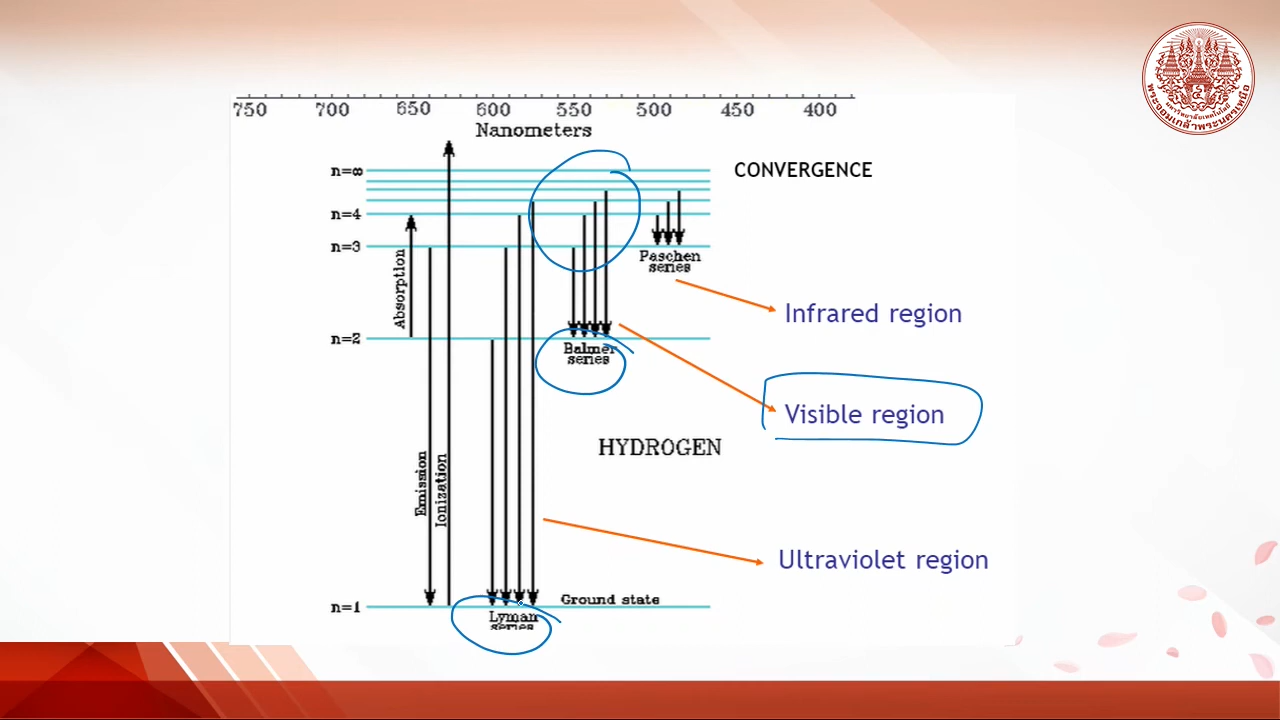 750 700 650 600 550 500 450 400
Nanometers
n=∞
CONVERGENCE
n=4
n=3
Absorption
Paschen
series
Infrared region
n=2
Balmer
series
Visible region
HYDROGEN
Emission
Ionization
Ultraviolet region
n=1
Ground state
Lyman
series